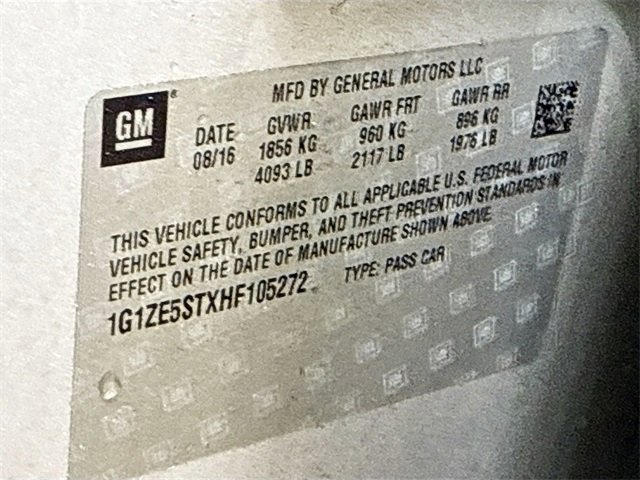 MFD BY GENERAL MOTORS LLC
GM®
DATE GVWR GAWR FRT GAWR RR
08/16 1856 KG 960 KG 896 KG
4093 LB 2117 LB 1976 LB
THIS VEHICLE CONFORMS TO ALL APPLICABLE U.S. FEDERAL MOTOR
VEHICLE SAFETY, BUMPER, AND THEFT PREVENTION STANDARDS IN
EFFECT ON THE DATE OF MANUFACTURE SHOWN ABOVE.
1G1ZE5STXHF105272 TYPE: PASS CAR